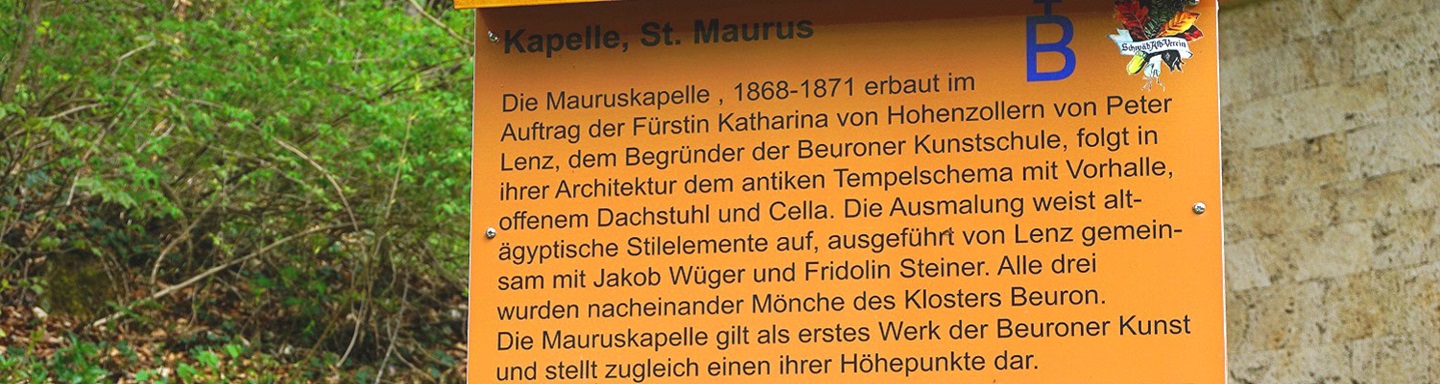 Kapelle, St. Maurus
B
Schwäb Alb Verein
Die Mauruskapelle , 1868-1871 erbaut im
Auftrag der Fürstin Katharina von Hohenzollern von Peter
Lenz, dem Begründer der Beuroner Kunstschule, folgt in
ihrer Architektur dem antiken Tempelschema mit Vorhalle,
offenem Dachstuhl und Cella. Die Ausmalung weist alt-
ägyptische Stilelemente auf, ausgeführt von Lenz gemein-
sam mit Jakob Wüger und Fridolin Steiner. Alle drei
wurden nacheinander Mönche des Klosters Beuron.
Die Mauruskapelle gilt als erstes Werk der Beuroner Kunst
und stellt zugleich einen ihrer Höhepunkte dar.